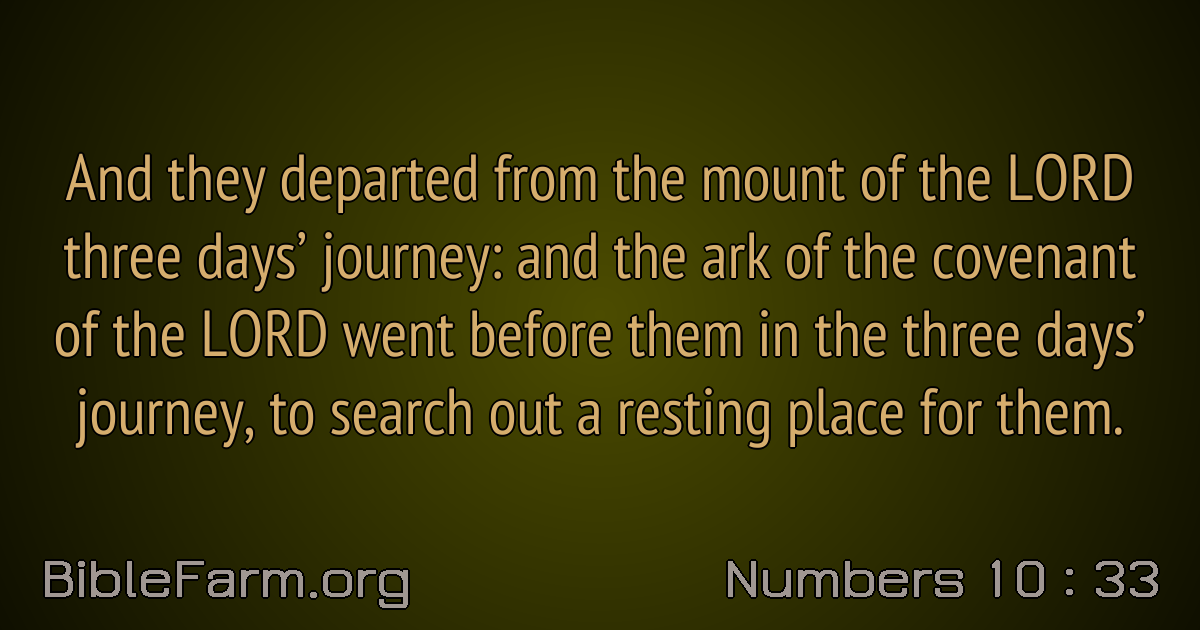 And they departed from the mount of the LORD
three days’ journey: and the ark of the covenant
of the LORD went before them in the three days’
journey, to search out a resting place for them.
BibleFarm.org
Numbers 10 : 33